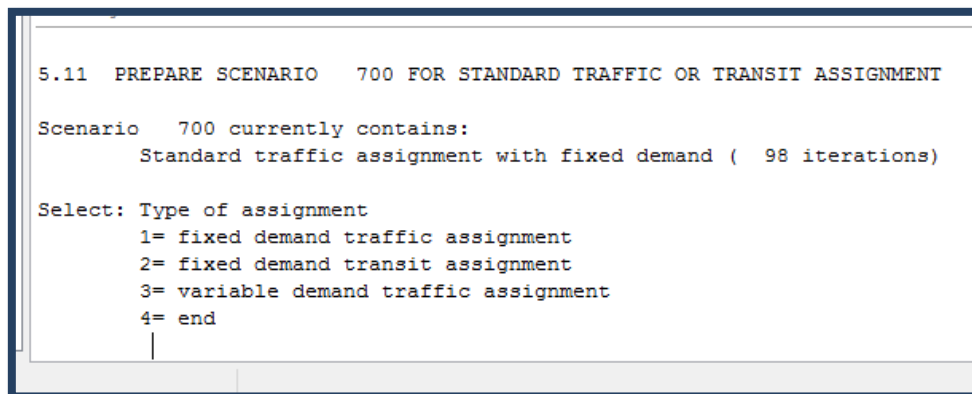 5.11  PREPARE SCENARIO   700 FOR STANDARD TRAFFIC OR TRANSIT ASSIGNMENT
Scenario   700 currently contains:
Standard traffic assignment with fixed demand (  98 iterations)
Select: Type of assignment
1= fixed demand traffic assignment
2= fixed demand transit assignment
3= variable demand traffic assignment
4= end